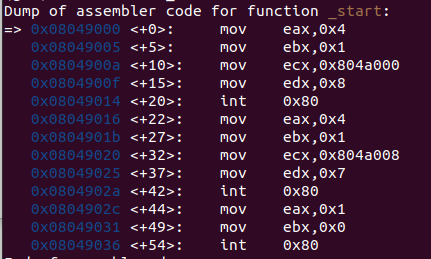 Dump of assembler code for function _start:
=> 0x08049000 <+0>: mov eax,0x4
0x08049005 <+5>: mov ebx,0x1
0x0804900a <+10>: mov ecx,0x804a000
0x0804900f <+15>: mov edx,0x8
0x08049014 <+20>: int 0x80
0x08049016 <+22>: mov eax,0x4
0x0804901b <+27>: mov ebx,0x1
0x08049020 <+32>: mov ecx,0x804a008
0x08049025 <+37>: mov edx,0x7
0x0804902a <+42>: int 0x80
0x0804902c <+44>: mov eax,0x1
0x08049031 <+49>: mov ebx,0x0
0x08049036 <+54>: int 0x80